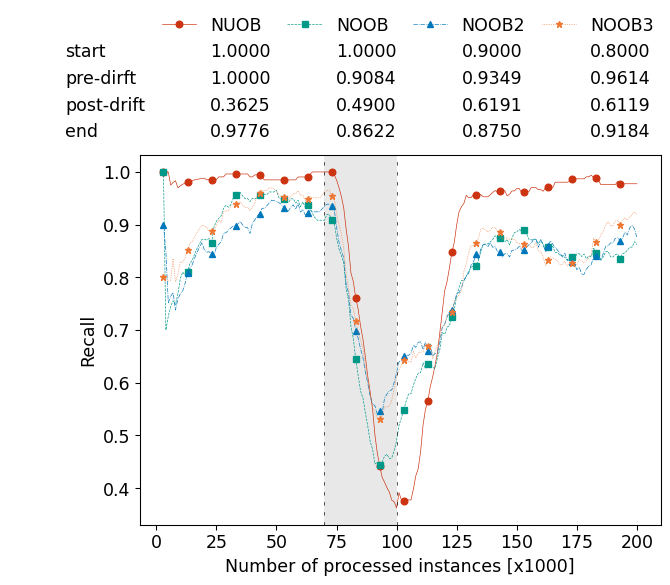 NUOB NOOB NOOB2 NOOB3
start 1.0000 1.0000 0.9000 0.8000
pre-dirft 1.0000 0.9084 0.9349 0.9614
post-drift 0.3625 0.4900 0.6191 0.6119
end 0.9776 0.8622 0.8750 0.9184
1.0
0.9
0.8
0.7
0.6
0.5
0.4
Recall
0 25 50 75 100 125 150 175 200
Number of processed instances [x1000]